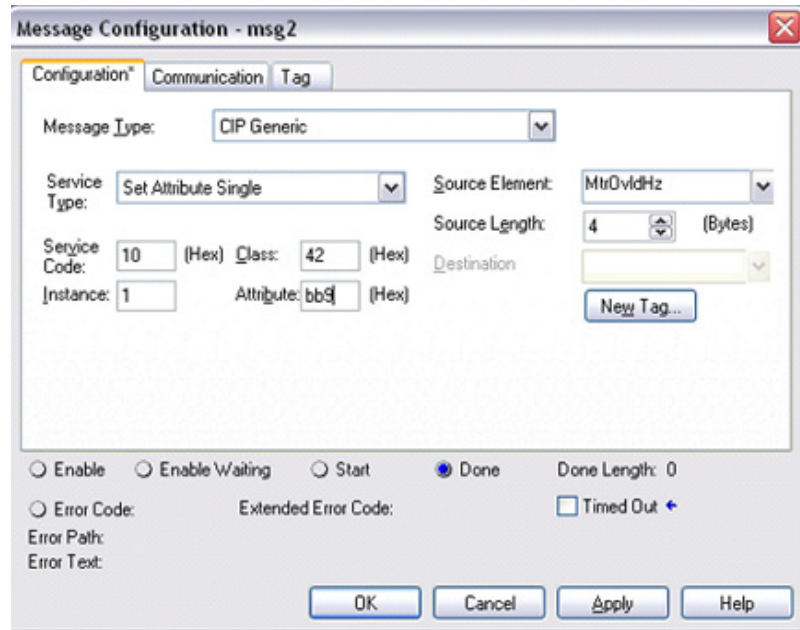 Message Configuration - msg2
Configuration* Communication Tag
Message Type: CIP Generic
Service Type: Set Attribute Single
Source Element: MtrOvldHz
Source Length: 4 (Bytes)
Service Code: 10 (Hex) Class: 42 (Hex)
Destination
Instance: 1 Attribute: bb9 (Hex)
New Tag...
Enable Enable Waiting Start Done Done Length: 0
Error Code: Extended Error Code: Timed Out
Error Path:
Error Text:
OK Cancel Apply Help